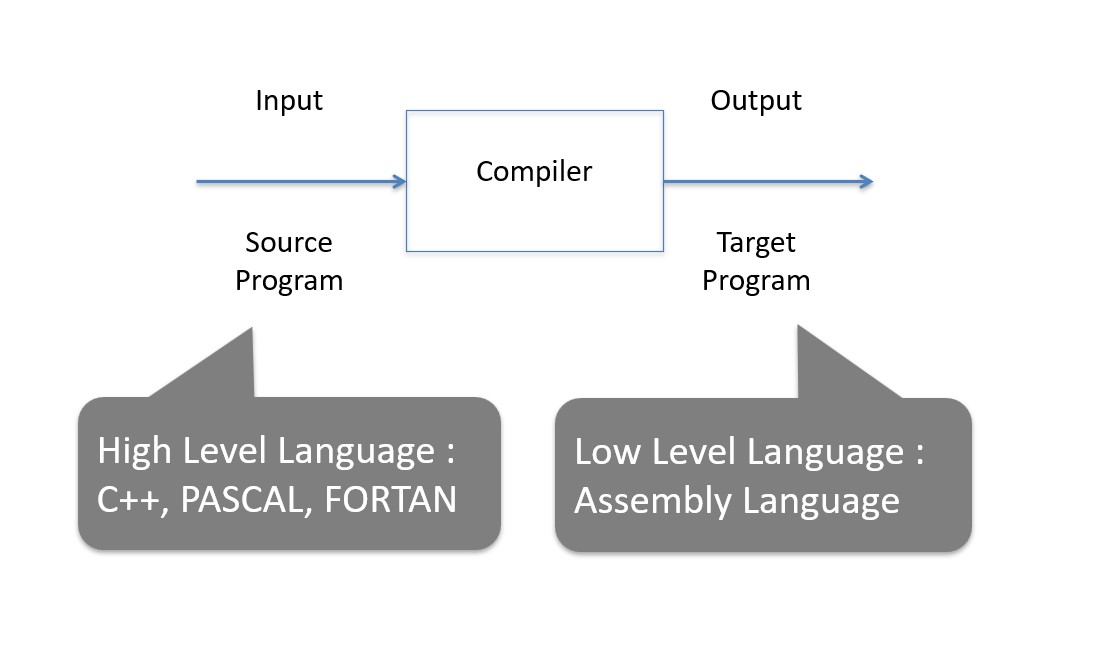 Input
Compiler
Output
Source
Program
Target
Program
High Level Language :
C++, PASCAL, FORTAN
Low Level Language :
Assembly Language